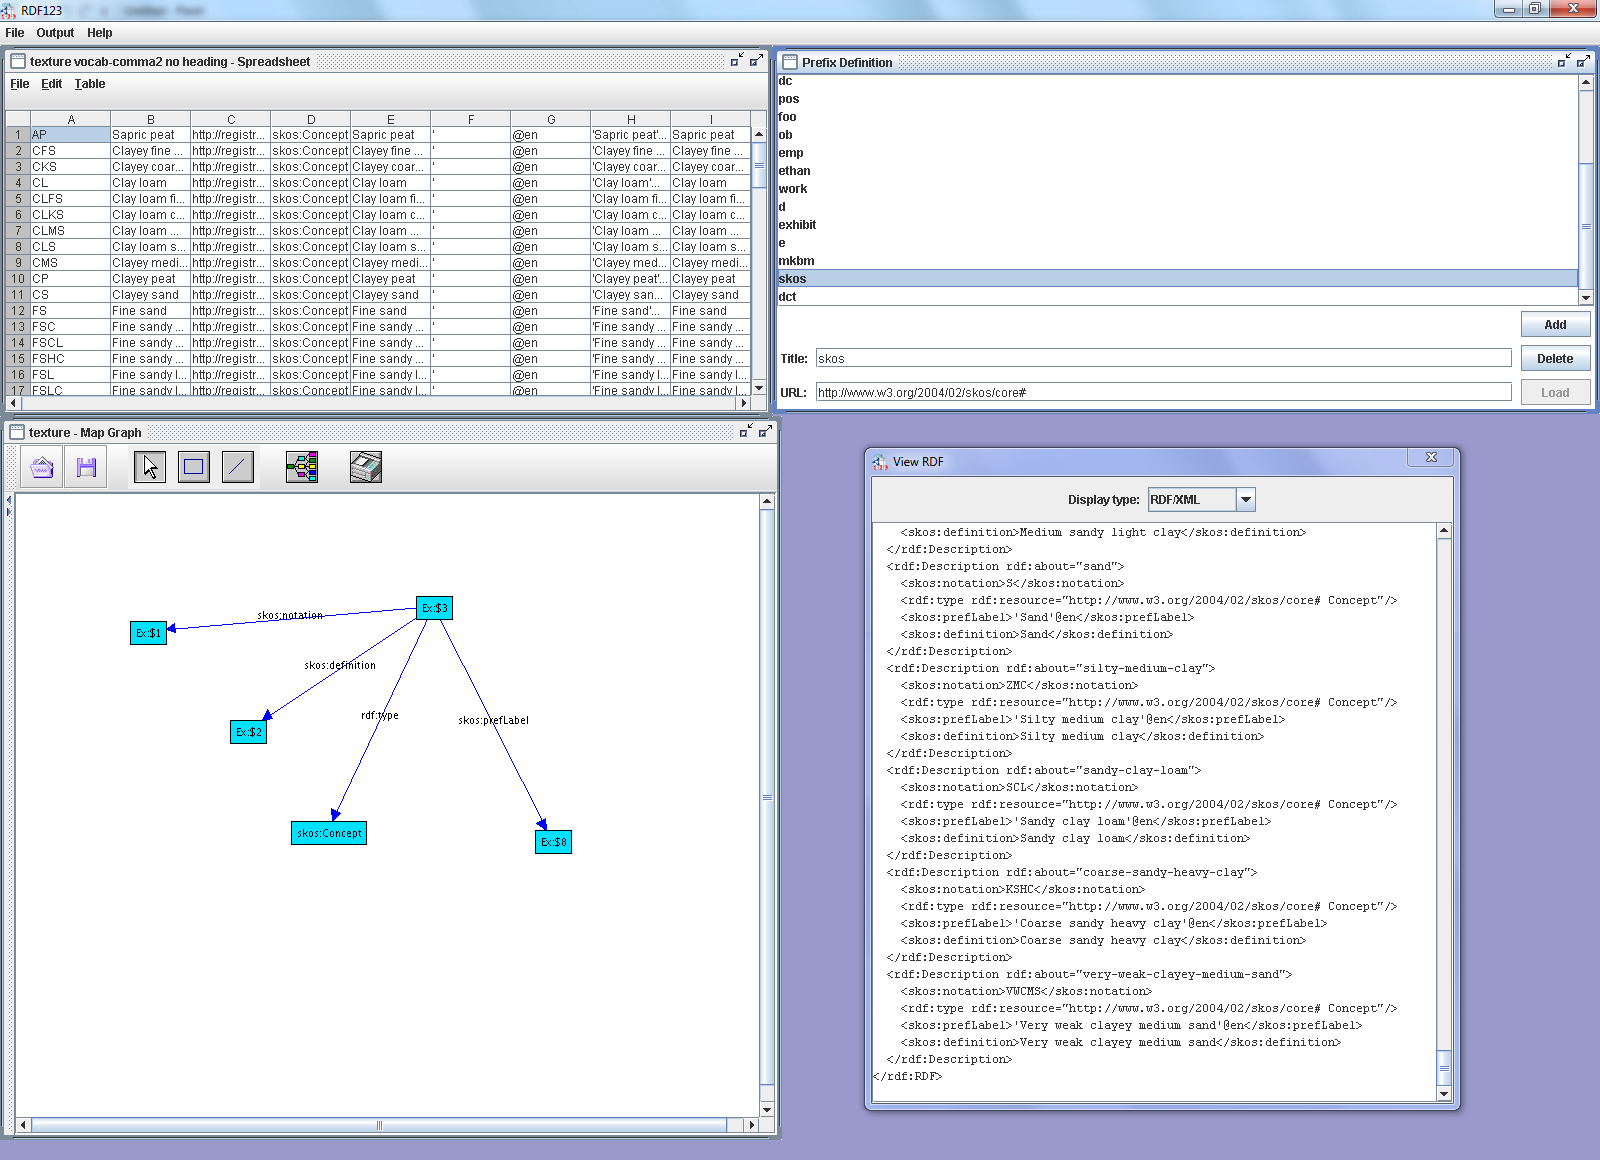 RDF123
File Output Help
texture vocab-comma2 no heading - Spreadsheet
File Edit Table
A B C D E F G H I
1 AP Sapric peat http://registr... skos:Concept Sapric peat ' @en 'Sapric peat'... Sapric peat
2 CFS Clayey fine ... http://registr... skos:Concept Clayey fine ... ' @en 'Clayey fine ... Clayey fine ...
3 CKS Clayey coar... http://registr... skos:Concept Clayey coar... ' @en 'Clayey coar... Clayey coar...
4 CL Clay loam http://registr... skos:Concept Clay loam ' @en 'Clay loam'... Clay loam
5 CLFS Clay loam fi... http://registr... skos:Concept Clay loam fi... ' @en 'Clay loam fi... Clay loam fi...
6 CLKS Clay loam c... http://registr... skos:Concept Clay loam c... ' @en 'Clay loam c... Clay loam c...
7 CLMS Clay loam ... http://registr... skos:Concept Clay loam ... ' @en 'Clay loam ... Clay loam ...
8 CLS Clay loam s... http://registr... skos:Concept Clay loam s... ' @en 'Clay loam s... Clay loam s...
9 CMS Clayey medi... http://registr... skos:Concept Clayey medi... ' @en 'Clayey med... Clayey medi...
10 CP Clayey peat http://registr... skos:Concept Clayey peat ' @en 'Clayey peat'... Clayey peat
11 CS Clayey sand http://registr... skos:Concept Clayey sand ' @en 'Clayey san... Clayey sand
12 FS Fine sand http://registr... skos:Concept Fine sand ' @en 'Fine sand'... Fine sand
13 FSC Fine sandy ... http://registr... skos:Concept Fine sandy ... ' @en 'Fine sandy ... Fine sandy ...
14 FSCL Fine sandy ... http://registr... skos:Concept Fine sandy ... ' @en 'Fine sandy ... Fine sandy ...
15 FSHC Fine sandy ... http://registr... skos:Concept Fine sandy ... ' @en 'Fine sandy ... Fine sandy ...
16 FSL Fine sandy l... http://registr... skos:Concept Fine sandy l... ' @en 'Fine sandy l... Fine sandy l...
17 FSLC Fine sandy l... http://registr... skos:Concept Fine sandy l... ' @en 'Fine sandy l... Fine sandy l...
Prefix Definition
dc
pos
foo
ob
emp
ethan
work
d
exhibit
e
mkbm
skos
dct
Add
Title: skos Delete
URL: http://www.w3.org/2004/02/skos/core# Load
texture - Map Graph
Ex:$3
skos:notation
Ex:$1
skos:definition
rdf:type
skos:prefLabel
Ex:$2
skos:Concept
Ex:$8
View RDF
Display type: RDF/XML
<skos:definition>Medium sandy light clay</skos:definition>
</rdf:Description>
<rdf:Description rdf:about="sand">
<skos:notation>S</skos:notation>
<rdf:type rdf:resource="http://www.w3.org/2004/02/skos/core# Concept"/>
<skos:prefLabel>'Sand'@en</skos:prefLabel>
<skos:definition>Sand</skos:definition>
</rdf:Description>
<rdf:Description rdf:about="silty-medium-clay">
<skos:notation>ZMC</skos:notation>
<rdf:type rdf:resource="http://www.w3.org/2004/02/skos/core# Concept"/>
<skos:prefLabel>'Silty medium clay'@en</skos:prefLabel>
<skos:definition>Silty medium clay</skos:definition>
</rdf:Description>
<rdf:Description rdf:about="sandy-clay-loam">
<skos:notation>SCL</skos:notation>
<rdf:type rdf:resource="http://www.w3.org/2004/02/skos/core# Concept"/>
<skos:prefLabel>'Sandy clay loam'@en</skos:prefLabel>
<skos:definition>Sandy clay loam</skos:definition>
</rdf:Description>
<rdf:Description rdf:about="coarse-sandy-heavy-clay">
<skos:notation>KSHC</skos:notation>
<rdf:type rdf:resource="http://www.w3.org/2004/02/skos/core# Concept"/>
<skos:prefLabel>'Coarse sandy heavy clay'@en</skos:prefLabel>
<skos:definition>Coarse sandy heavy clay</skos:definition>
</rdf:Description>
<rdf:Description rdf:about="very-weak-clayey-medium-sand">
<skos:notation>VWCMS</skos:notation>
<rdf:type rdf:resource="http://www.w3.org/2004/02/skos/core# Concept"/>
<skos:prefLabel>'Very weak clayey medium sand'@en</skos:prefLabel>
<skos:definition>Very weak clayey medium sand</skos:definition>
</rdf:Description>
</rdf:RDF>